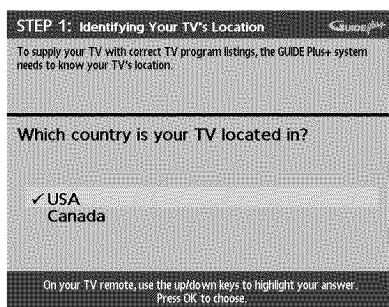 STEP 1: Identifying Your TV's Location
GUIDE Plus+
To supply your TV with correct TV program listings, the GUIDE Plus+ system
needs to know your TV's location.
Which country is your TV located in?
✓ USA
Canada
On your TV remote, use the up/down keys to highlight your answer.
Press OK to choose.